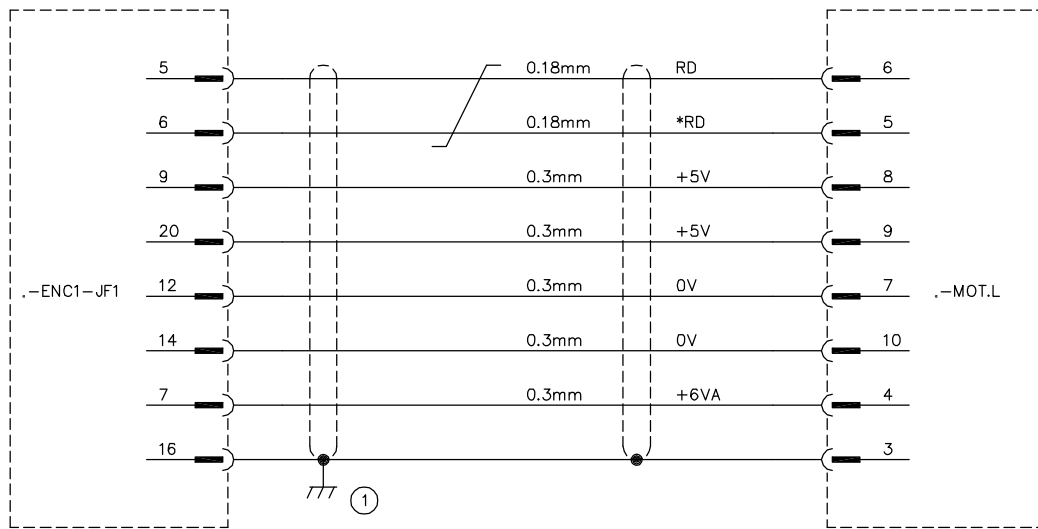 5 0.18mm RD 6
6 0.18mm *RD 5
9 0.3mm +5V 8
20 0.3mm +5V 9
.-ENC1-JF1 12 0.3mm 0V 7 .-MOT.L
14 0.3mm 0V 10
7 0.3mm +6VA 4
16 3
1